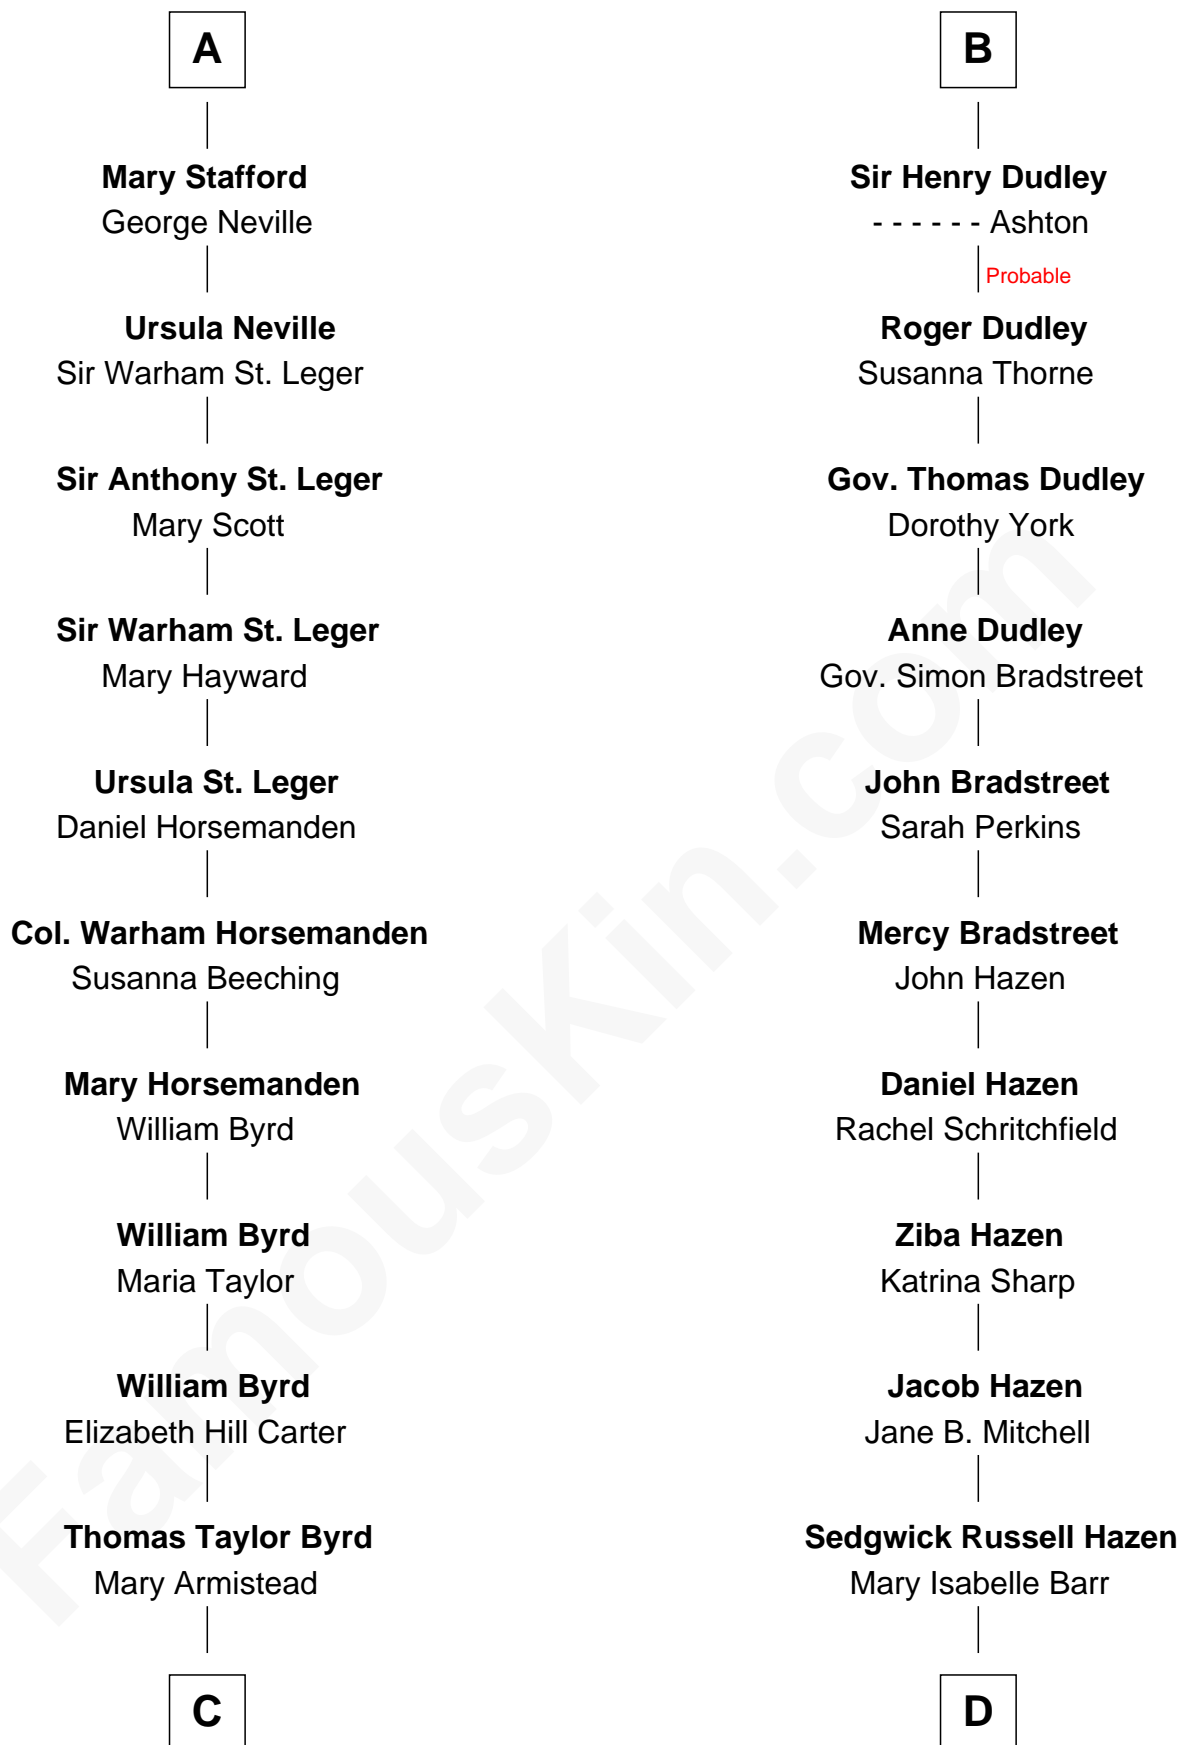 A
Mary Stafford
George Neville
Ursula Neville
Sir Warham St. Leger
Sir Anthony St. Leger
Mary Scott
Sir Warham St. Leger
Mary Hayward
Ursula St. Leger
Daniel Horsemanden
Col. Warham Horsemanden
Susanna Beeching
Mary Horsemanden
William Byrd
William Byrd
Maria Taylor
William Byrd
Elizabeth Hill Carter
Thomas Taylor Byrd
Mary Armistead
C
B
Sir Henry Dudley
- - - - - - Ashton
Probable
Roger Dudley
Susanna Thorne
Gov. Thomas Dudley
Dorothy York
Anne Dudley
Gov. Simon Bradstreet
John Bradstreet
Sarah Perkins
Mercy Bradstreet
John Hazen
Daniel Hazen
Rachel Schritchfield
Ziba Hazen
Katrina Sharp
Jacob Hazen
Jane B. Mitchell
Sedgwick Russell Hazen
Mary Isabelle Barr
D
FamousKin.com